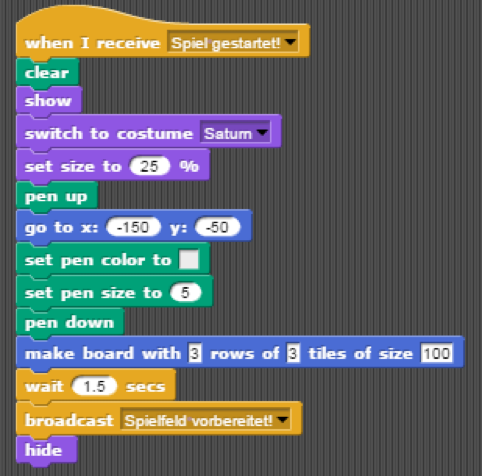 when I receive Spiel gestartet!
clear
show
switch to costume Saturn
set size to 25 %
pen up
go to x: -150 y: -50
set pen color to
set pen size to 5
pen down
make board with 3 rows of 3 tiles of size 100
wait 1.5 secs
broadcast Spielfeld vorbereitet!
hide